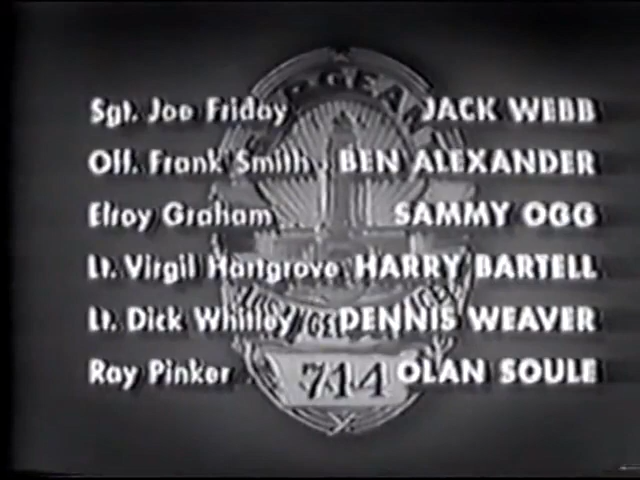 SERGEANT
Sgt. Joe Friday JACK WEBB
Off. Frank Smith BEN ALEXANDER
Elroy Graham SAMMY OGG
Lt. Virgil Hartgrove HARRY BARTELL
Lt. Dick Whitley DENNIS WEAVER
Ray Pinker OLAN SOULE
714